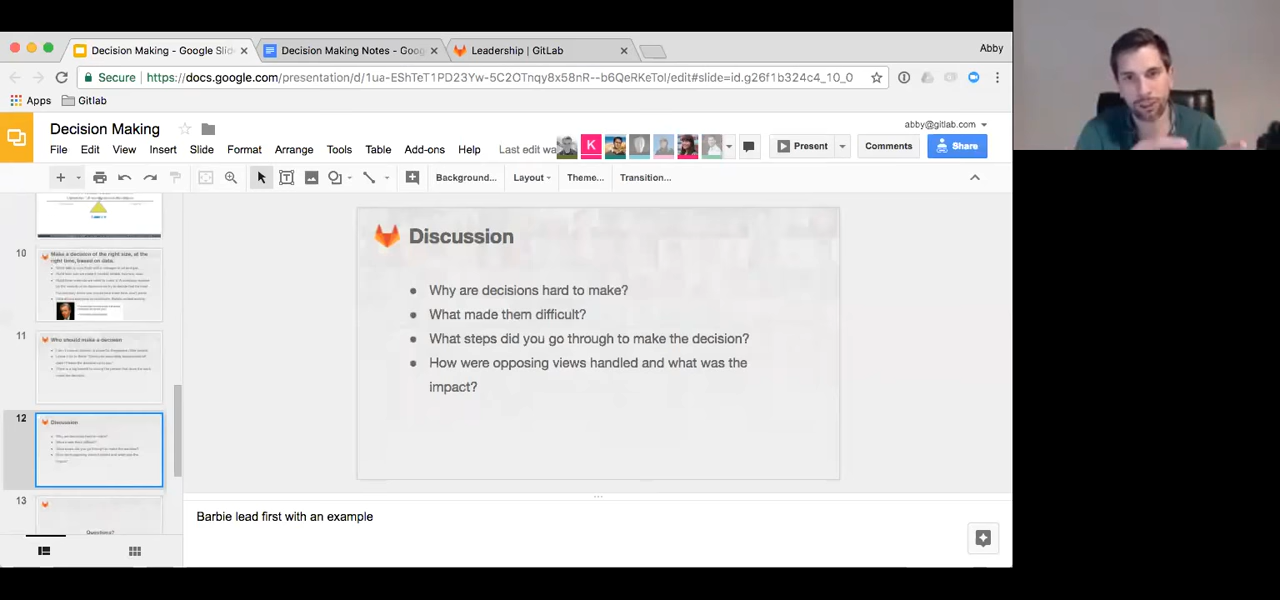 Decision Making - Google Slid
Decision Making Notes - Goog
Leadership | GitLab
Abby
Secure
https://docs.google.com/presentation/d/1ua-EShTeT1PD23Yw-5C2OTnqy8x58nR--b6QeRKeToI/edit#slide=id.g26f1b324c4_10_0
Apps
Gitlab
Decision Making
abby@gitlab.com
File Edit View Insert Slide Format Arrange Tools Table Add-ons Help Last edit wa
K
Present
Comments
Share
Background...
Layout
Theme...
Transition...
10
Make a decision of the right size, at the
right time, based on data.
11
Who should make a decision
12
Discussion
13
Questions?
Discussion
● Why are decisions hard to make?
● What made them difficult?
● What steps did you go through to make the decision?
● How were opposing views handled and what was the
impact?
Barbie lead first with an example